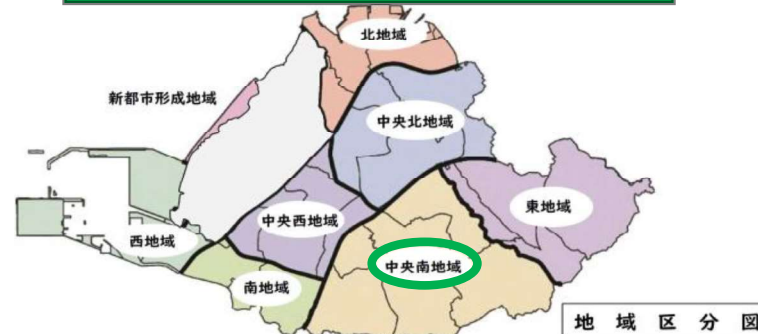 北地域
新都市形成地域
中央北地域
東地域
中央西地域
西地域
中央南地域
南地域
地域区分図